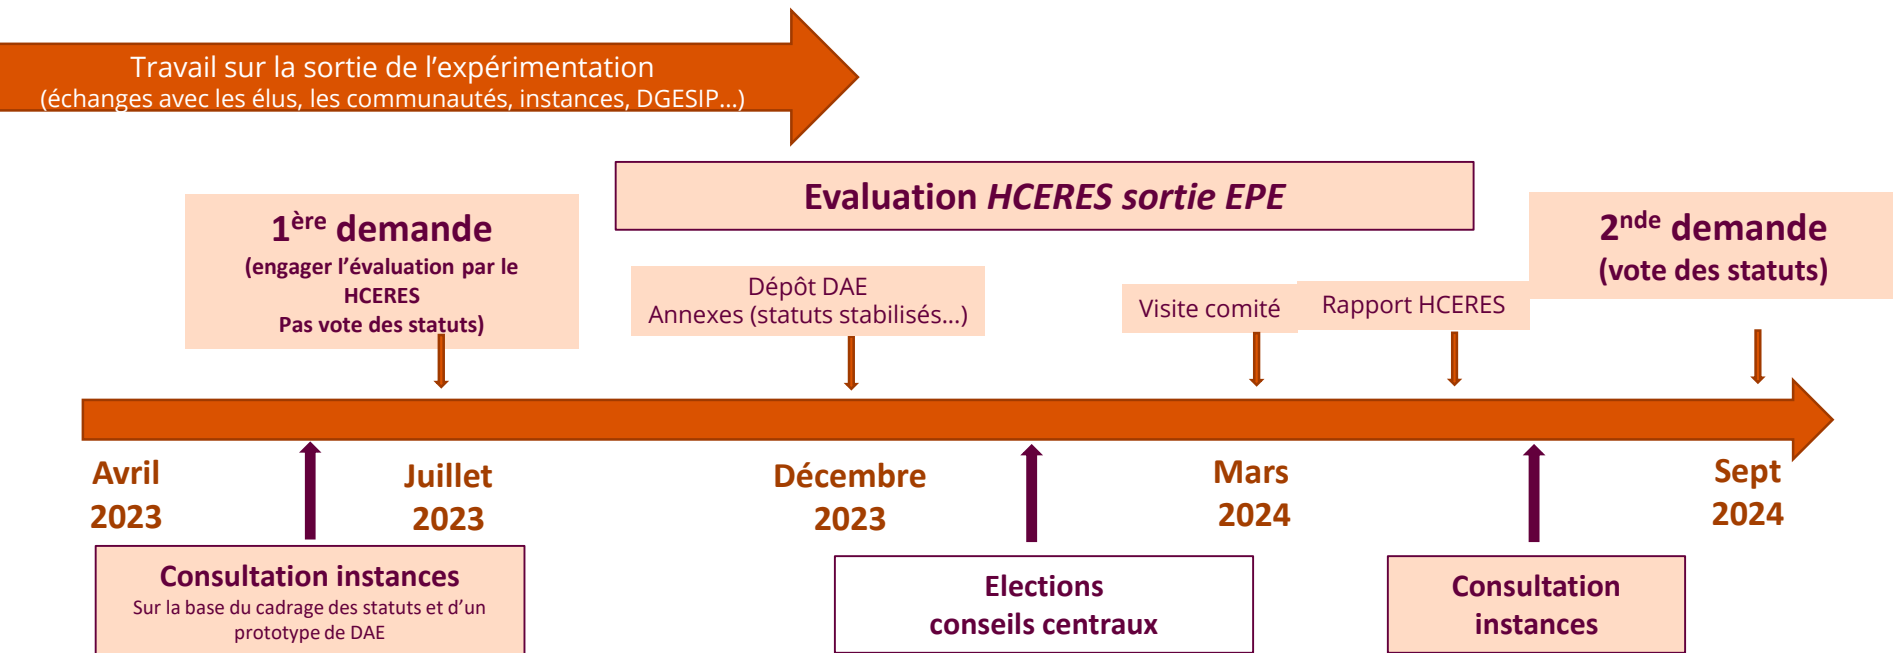 Travail sur la sortie de l’expérimentation
(échanges avec les élus, les communautés, instances, DGESIP…)
Evaluation HCERES sortie EPE
1ère demande
(engager l’évaluation par le
HCERES
Pas vote des statuts)
2nde demande
(vote des statuts)
Dépôt DAE
Annexes (statuts stabilisés…)
Visite comité
Rapport HCERES
Avril
2023
Juillet
2023
Décembre
2023
Mars
2024
Sept
2024
Consultation instances
Sur la base du cadrage des statuts et d’un
prototype de DAE
Elections
conseils centraux
Consultation
instances